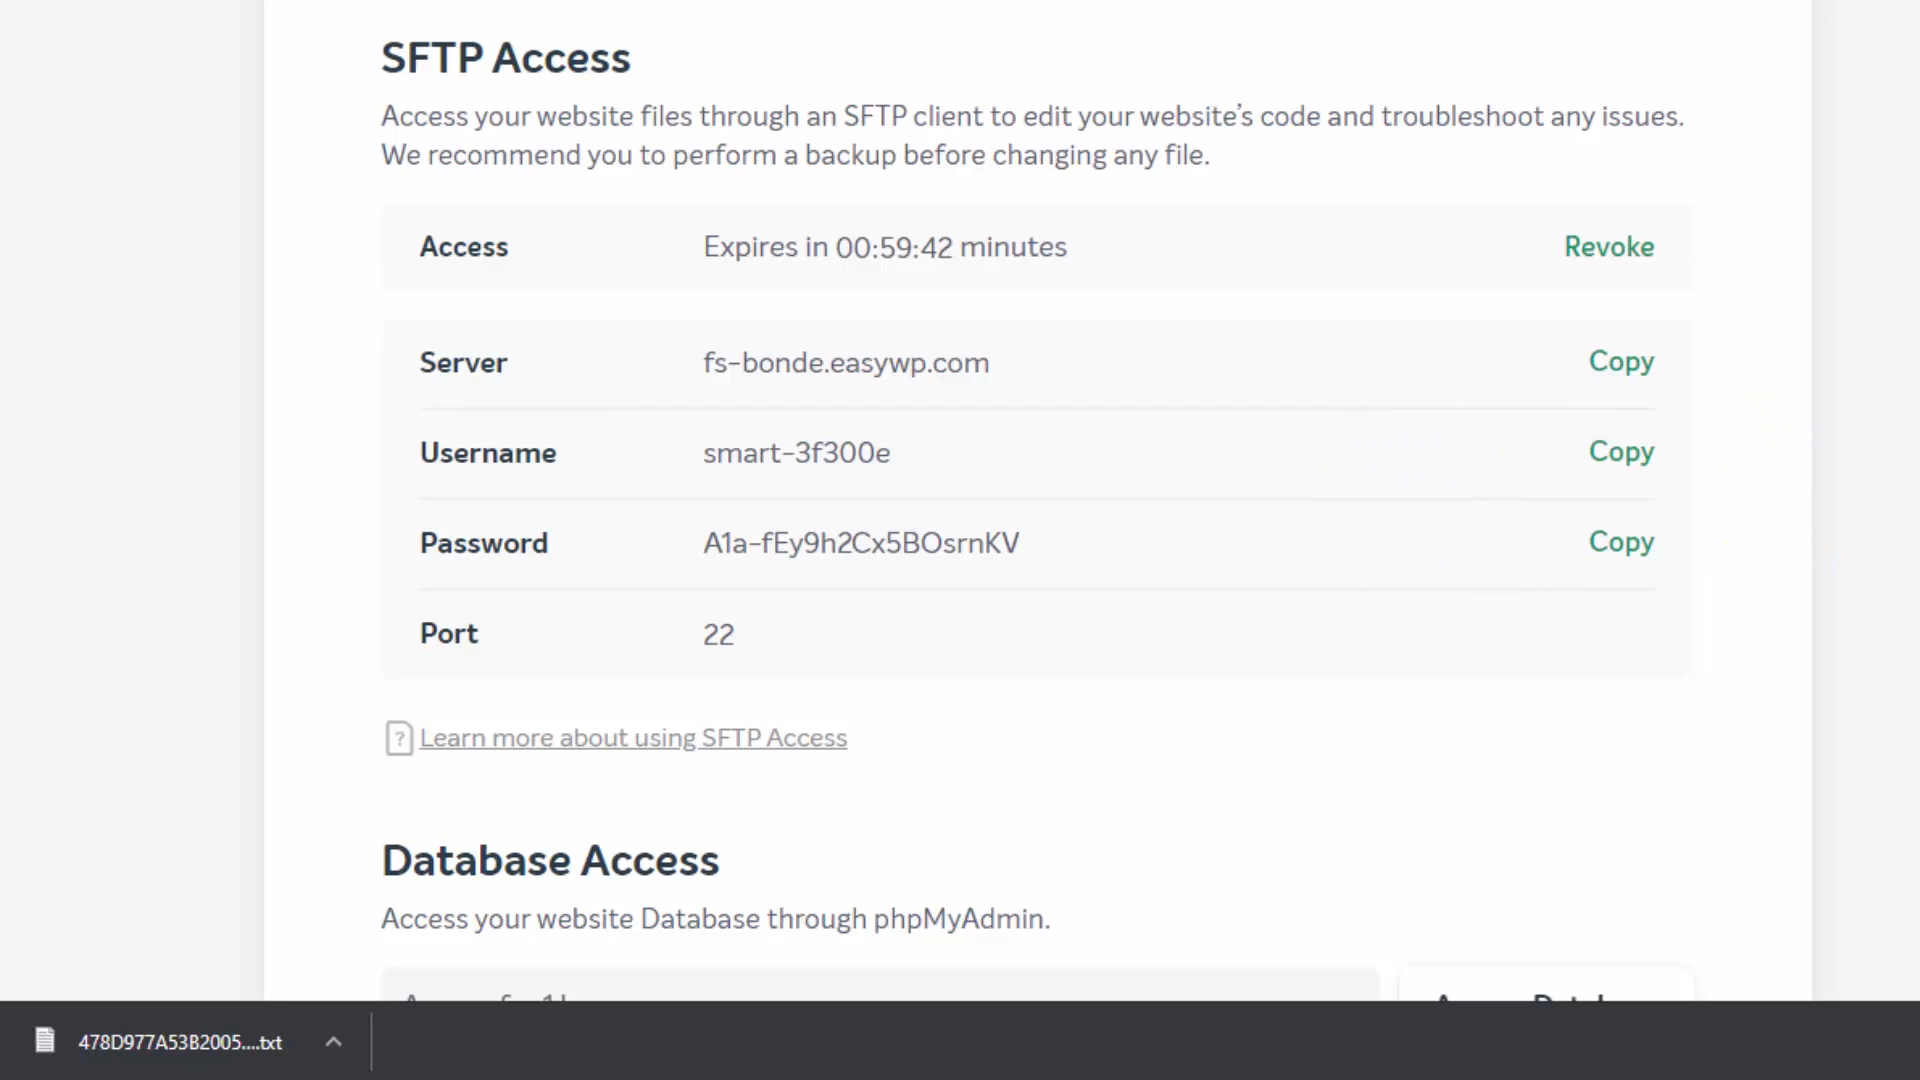 SFTP Access
Access your website files through an SFTP client to edit your website's code and troubleshoot any issues.
We recommend you to perform a backup before changing any file.
Access Expires in 00:59:42 minutes Revoke
Server fs-bonde.easywp.com Copy
Username smart-3f300e Copy
Password A1a-fEy9h2Cx5BOsrnKV Copy
Port 22
Learn more about using SFTP Access
Database Access
Access your website Database through phpMyAdmin.
478D977A53B2005....txt